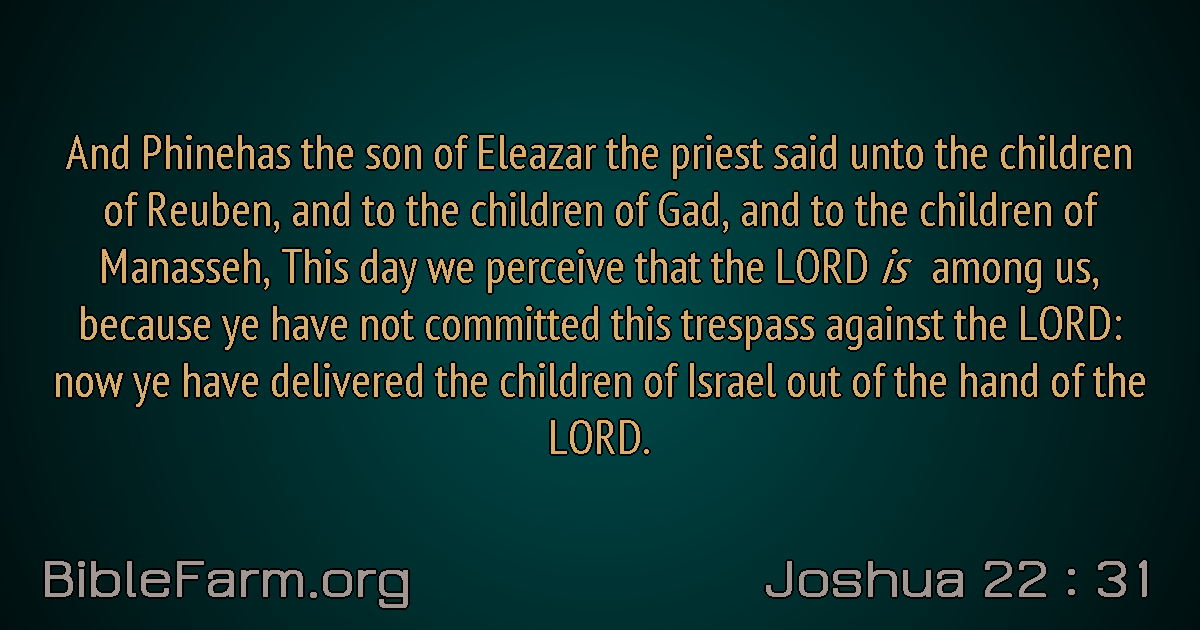 And Phinehas the son of Eleazar the priest said unto the children
of Reuben, and to the children of Gad, and to the children of
Manasseh, This day we perceive that the LORD is among us,
because ye have not committed this trespass against the LORD:
now ye have delivered the children of Israel out of the hand of the
LORD.
BibleFarm.org
Joshua 22 : 31